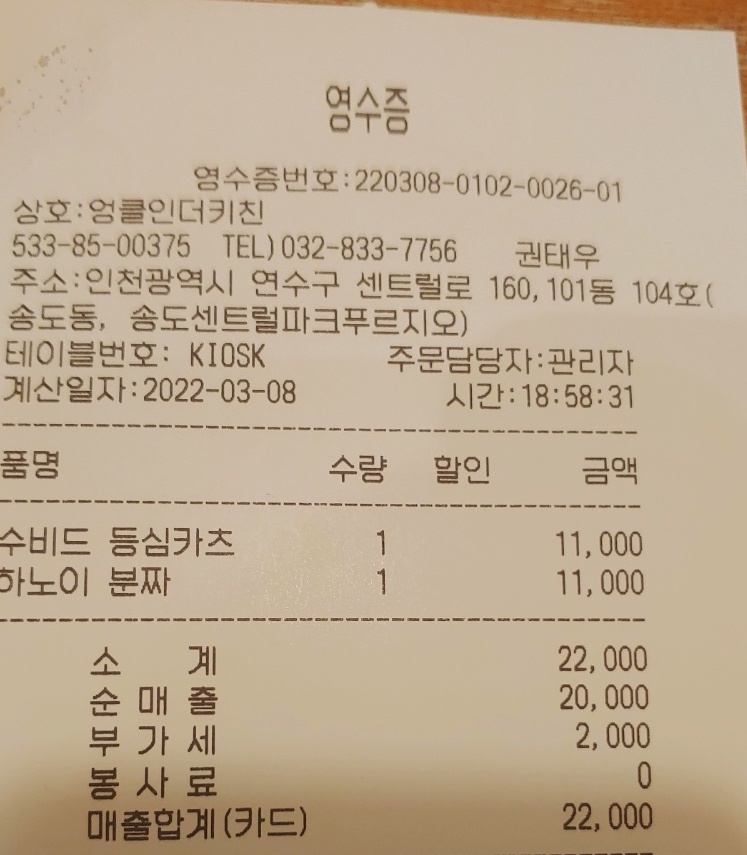 영수증
영수증번호:220308-0102-0026-01
상호:엉클인더키친
533-85-00375 TEL)032-833-7756 권태우
주소:인천광역시 연수구 센트럴로 160,101동 104호(
송도동, 송도센트럴파크푸르지오)
테이블번호: KIOSK 주문담당자:관리자
계산일자:2022-03-08 시간:18:58:31
품명 수량 할인 금액
수비드 등심카츠 1 11,000
하노이 분짜 1 11,000
소 계 22,000
순 매 출 20,000
부 가 세 2,000
봉 사 료 0
매출합계(카드) 22,000